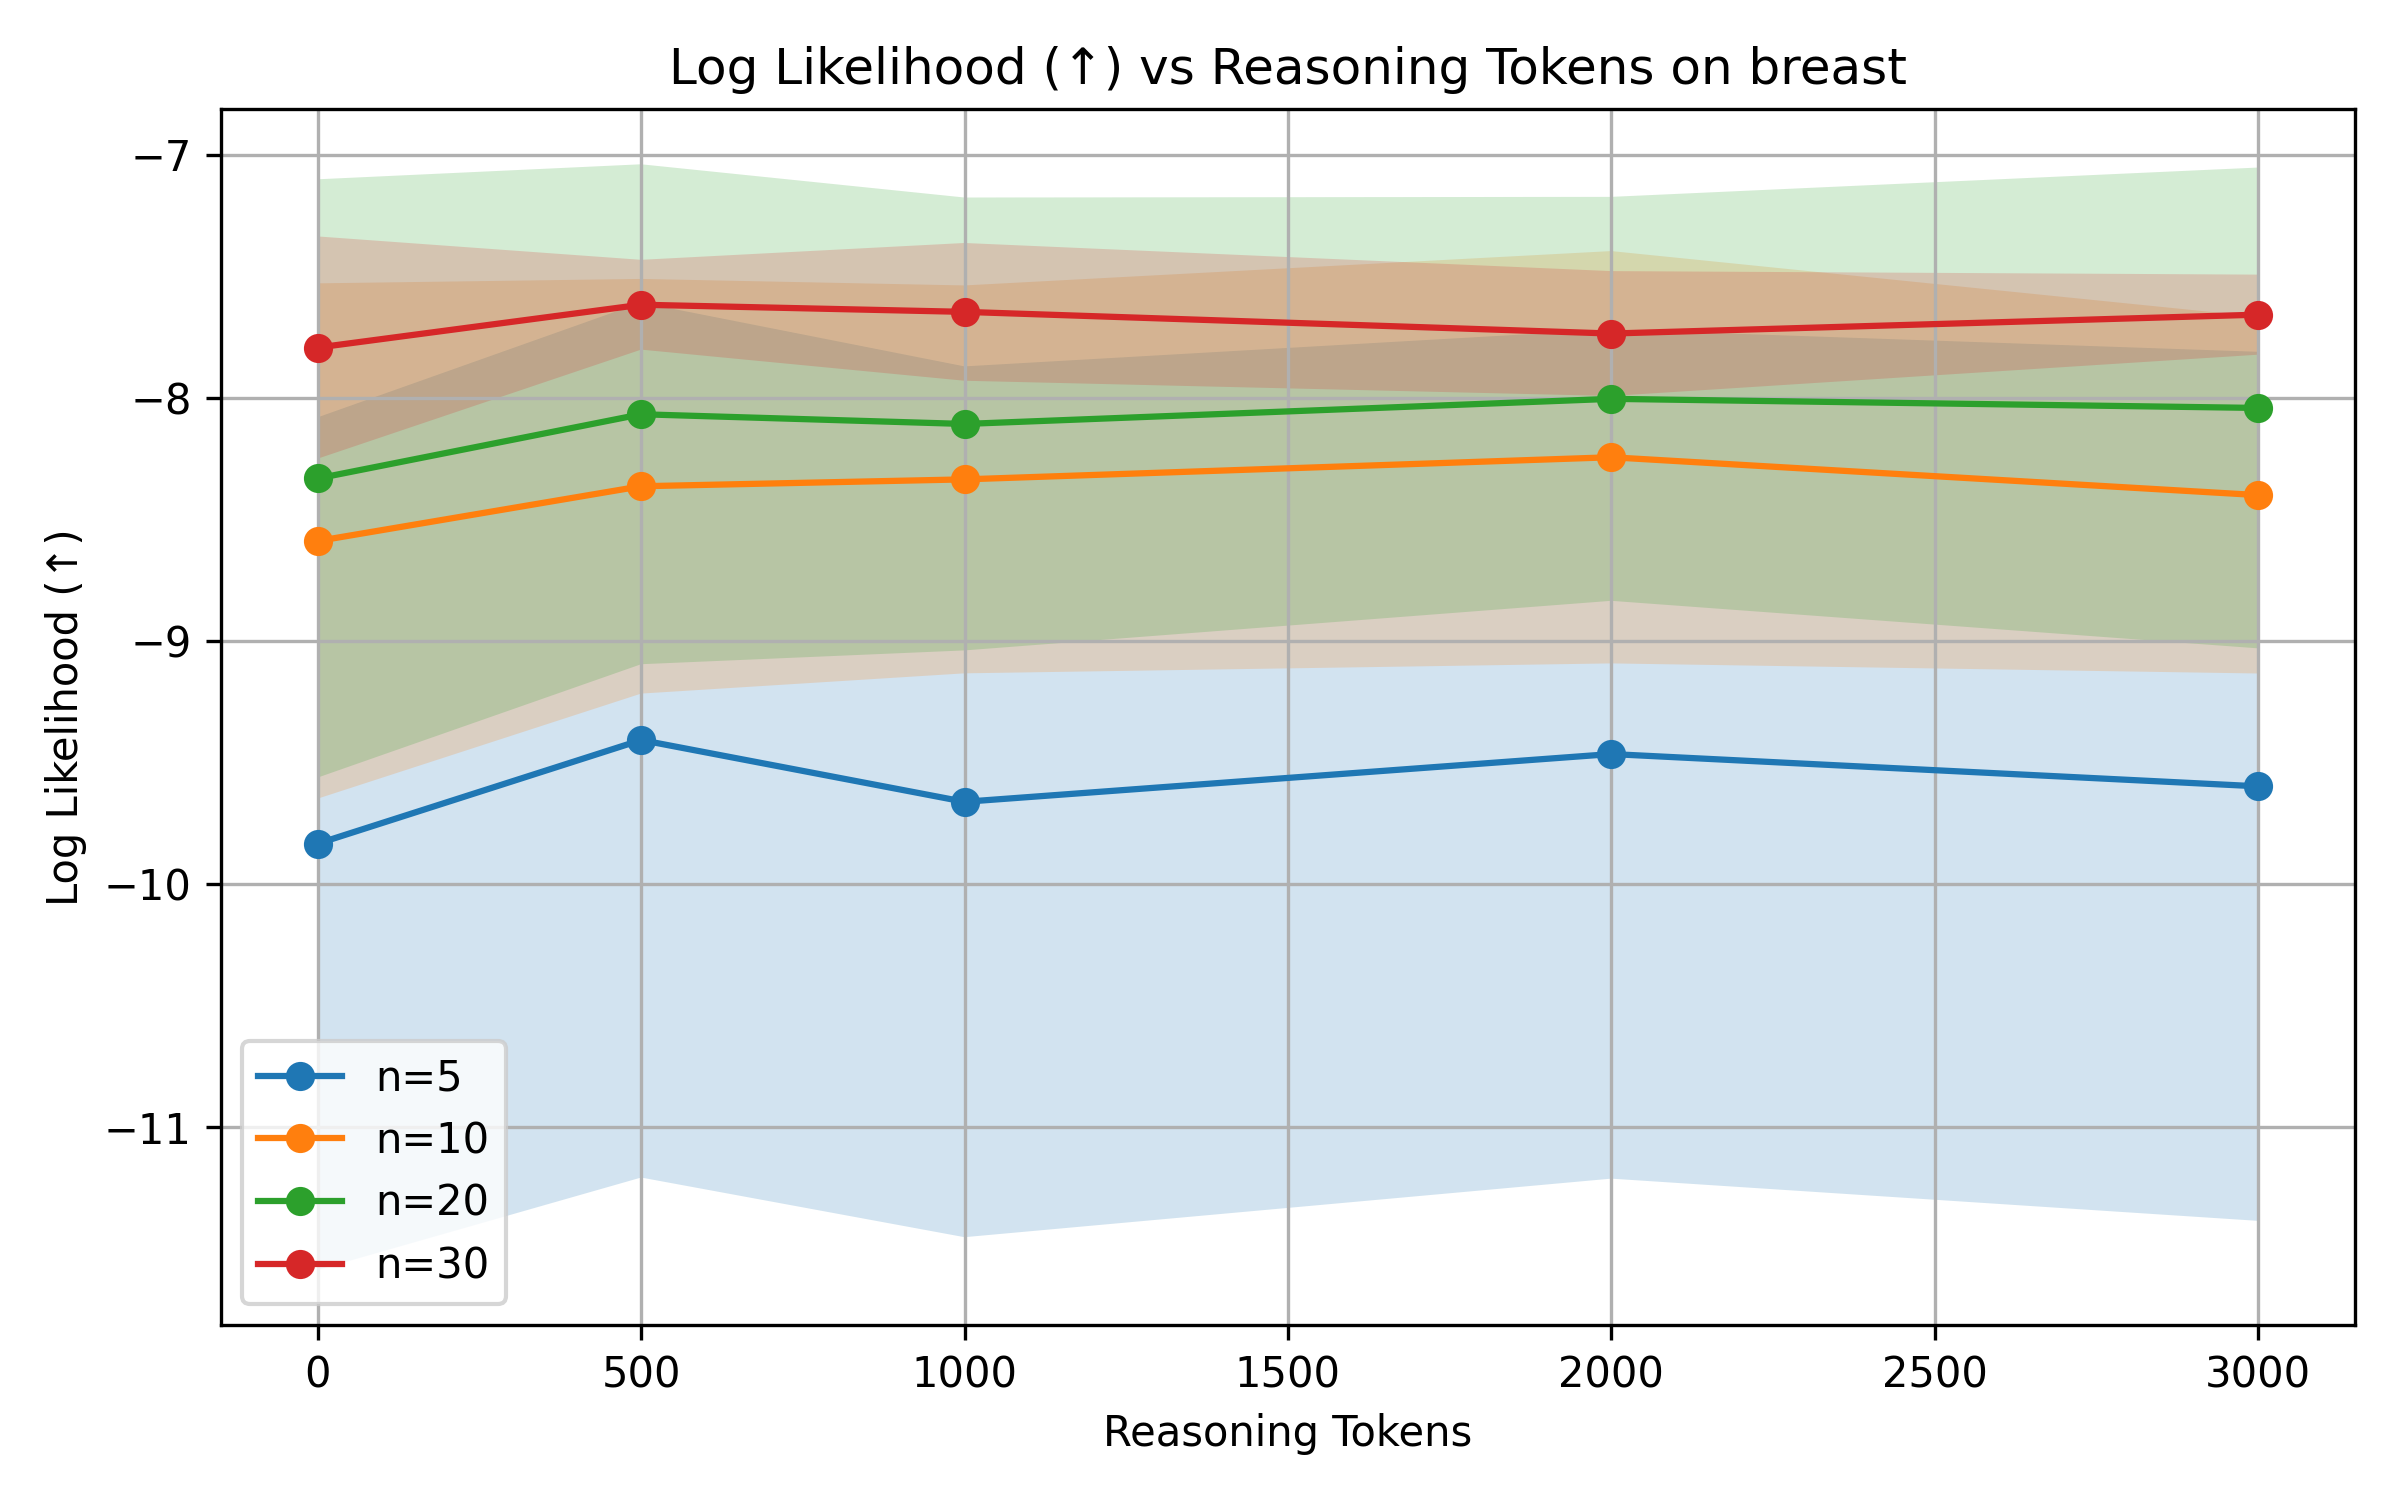 Log Likelihood (↑) vs Reasoning Tokens on breast
Log Likelihood (↑)
−7
−8
−9
−10
−11
n=5
n=10
n=20
n=30
0 500 1000 1500 2000 2500 3000
Reasoning Tokens